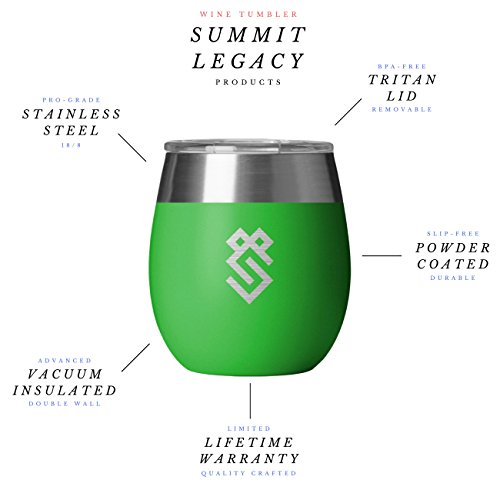 WINE TUMBLER
SUMMIT
LEGACY
PRODUCTS
BPA-FREE
TRITAN
LID
REMOVABLE
PRO-GRADE
STAINLESS
STEEL
18/8
SLIP-FREE
POWDER
COATED
DURABLE
ADVANCED
VACUUM
INSULATED
DOUBLE WALL
LIMITED
LIFETIME
WARRANTY
QUALITY CRAFTED